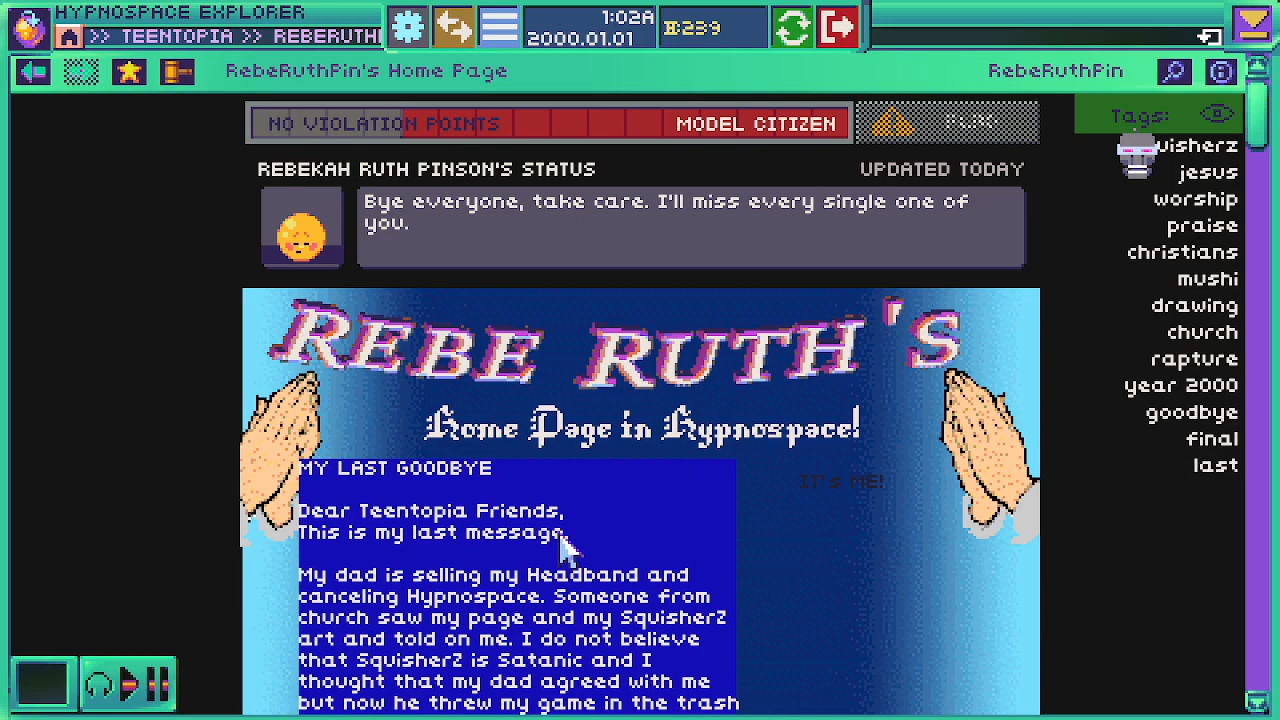 HYPNOSPACE EXPLORER
>> TEENTOPIA >> REBERUTH
1:02A
2000.01.01
239
RebeRuthPin's Home Page
RebeRuthPin
NO VIOLATION POINTS
MODEL CITIZEN
Tags:
REBEKAH RUTH PINSON'S STATUS
UPDATED TODAY
Bye everyone, take care. I'll miss every single one of
you.
uisherz
jesus
worship
praise
christians
mushi
drawing
church
rapture
year 2000
goodbye
final
last
REBE RUTH'S
Home Page in Hypnospace!
IT'S ME!
MY LAST GOODBYE
Dear Teentopia Friends,
This is my last message.
My dad is selling my Headband and
canceling Hypnospace. Someone from
church saw my page and my SquisherZ
art and told on me. I do not believe
that SquisherZ is Satanic and I
thought that my dad agreed with me
but now he threw my game in the trash